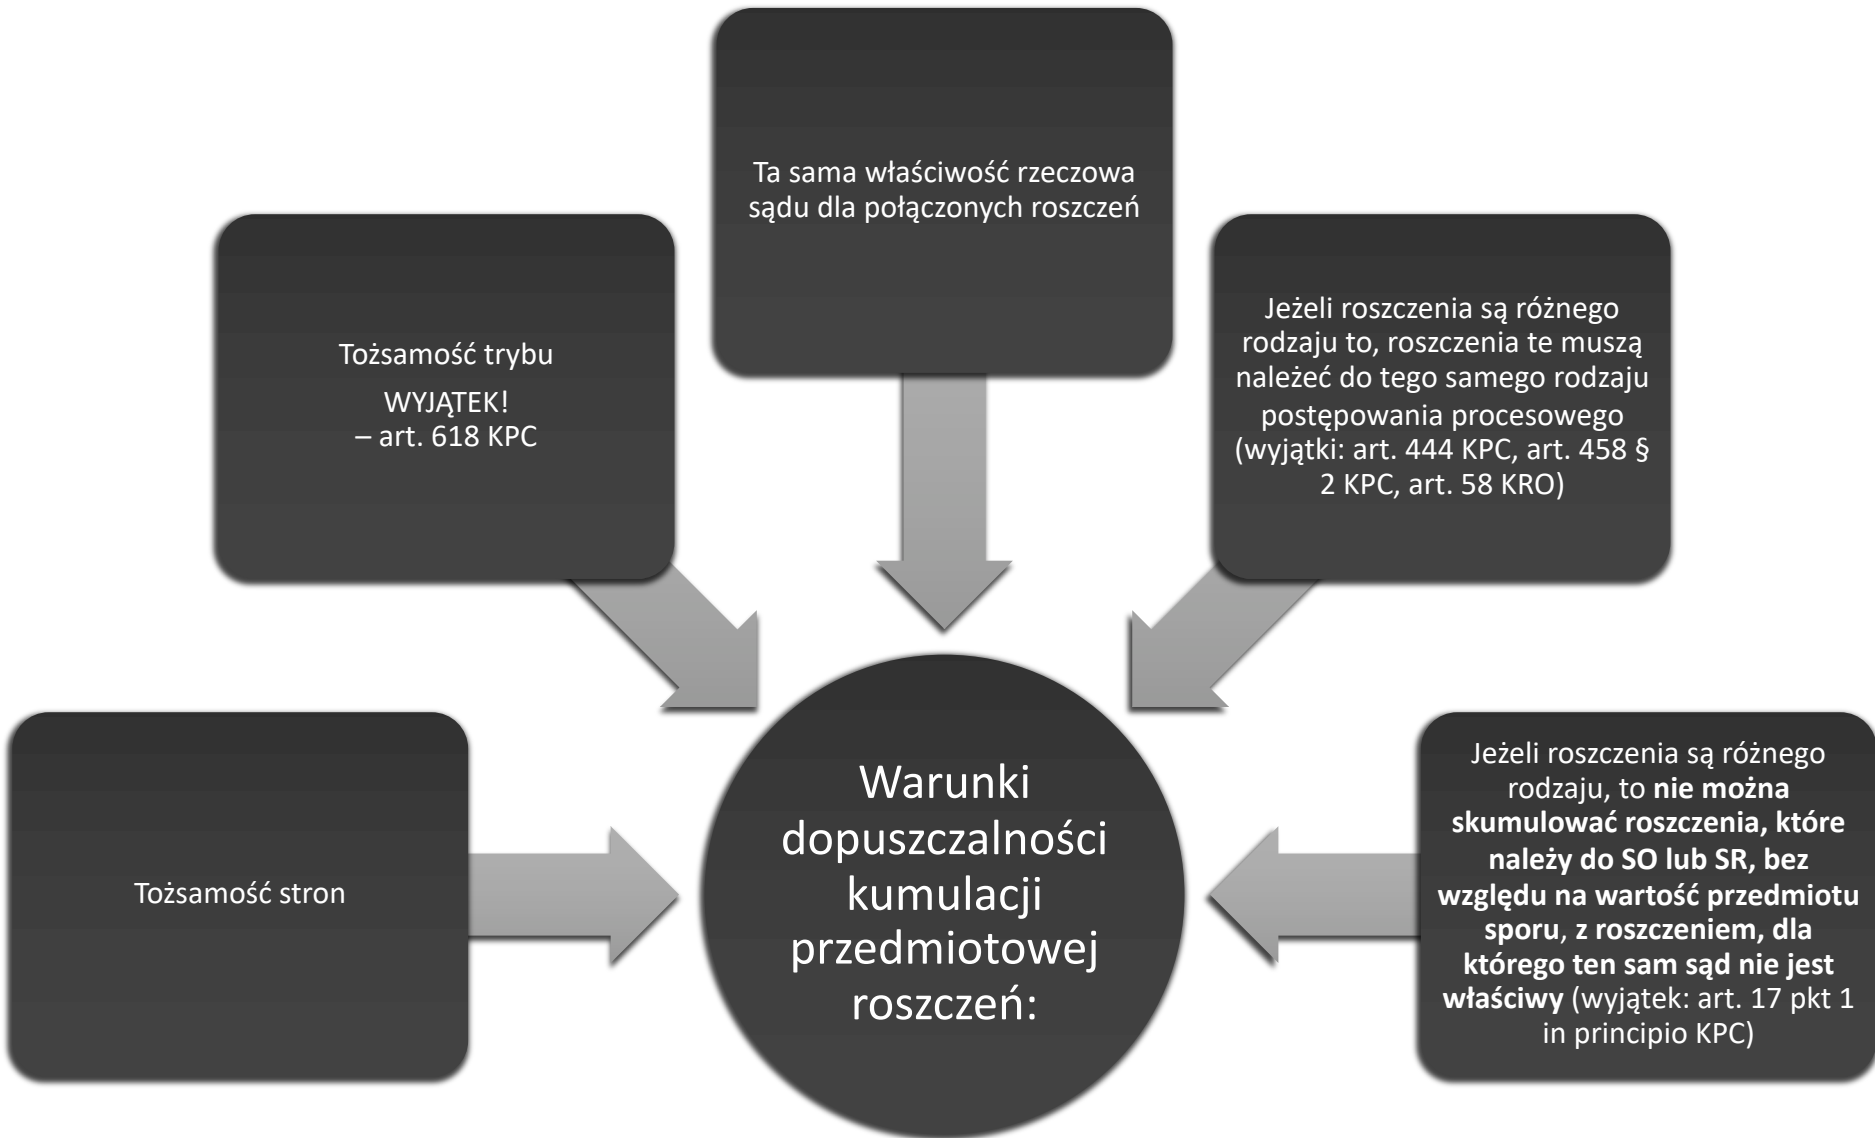 Ta sama właściwość rzeczowa
sądu dla połączonych roszczeń
Tożsamość trybu
WYJĄTEK!
– art. 618 KPC
Jeżeli roszczenia są różnego
rodzaju to, roszczenia te muszą
należeć do tego samego rodzaju
postępowania procesowego
(wyjątki: art. 444 KPC, art. 458 §
2 KPC, art. 58 KRO)
Tożsamość stron
Warunki
dopuszczalności
kumulacji
przedmiotowej
roszczeń:
Jeżeli roszczenia są różnego
rodzaju, to nie można
skumulować roszczenia, które
należy do SO lub SR, bez
względu na wartość przedmiotu
sporu, z roszczeniem, dla
którego ten sam sąd nie jest
właściwy (wyjątek: art. 17 pkt 1
in principio KPC)